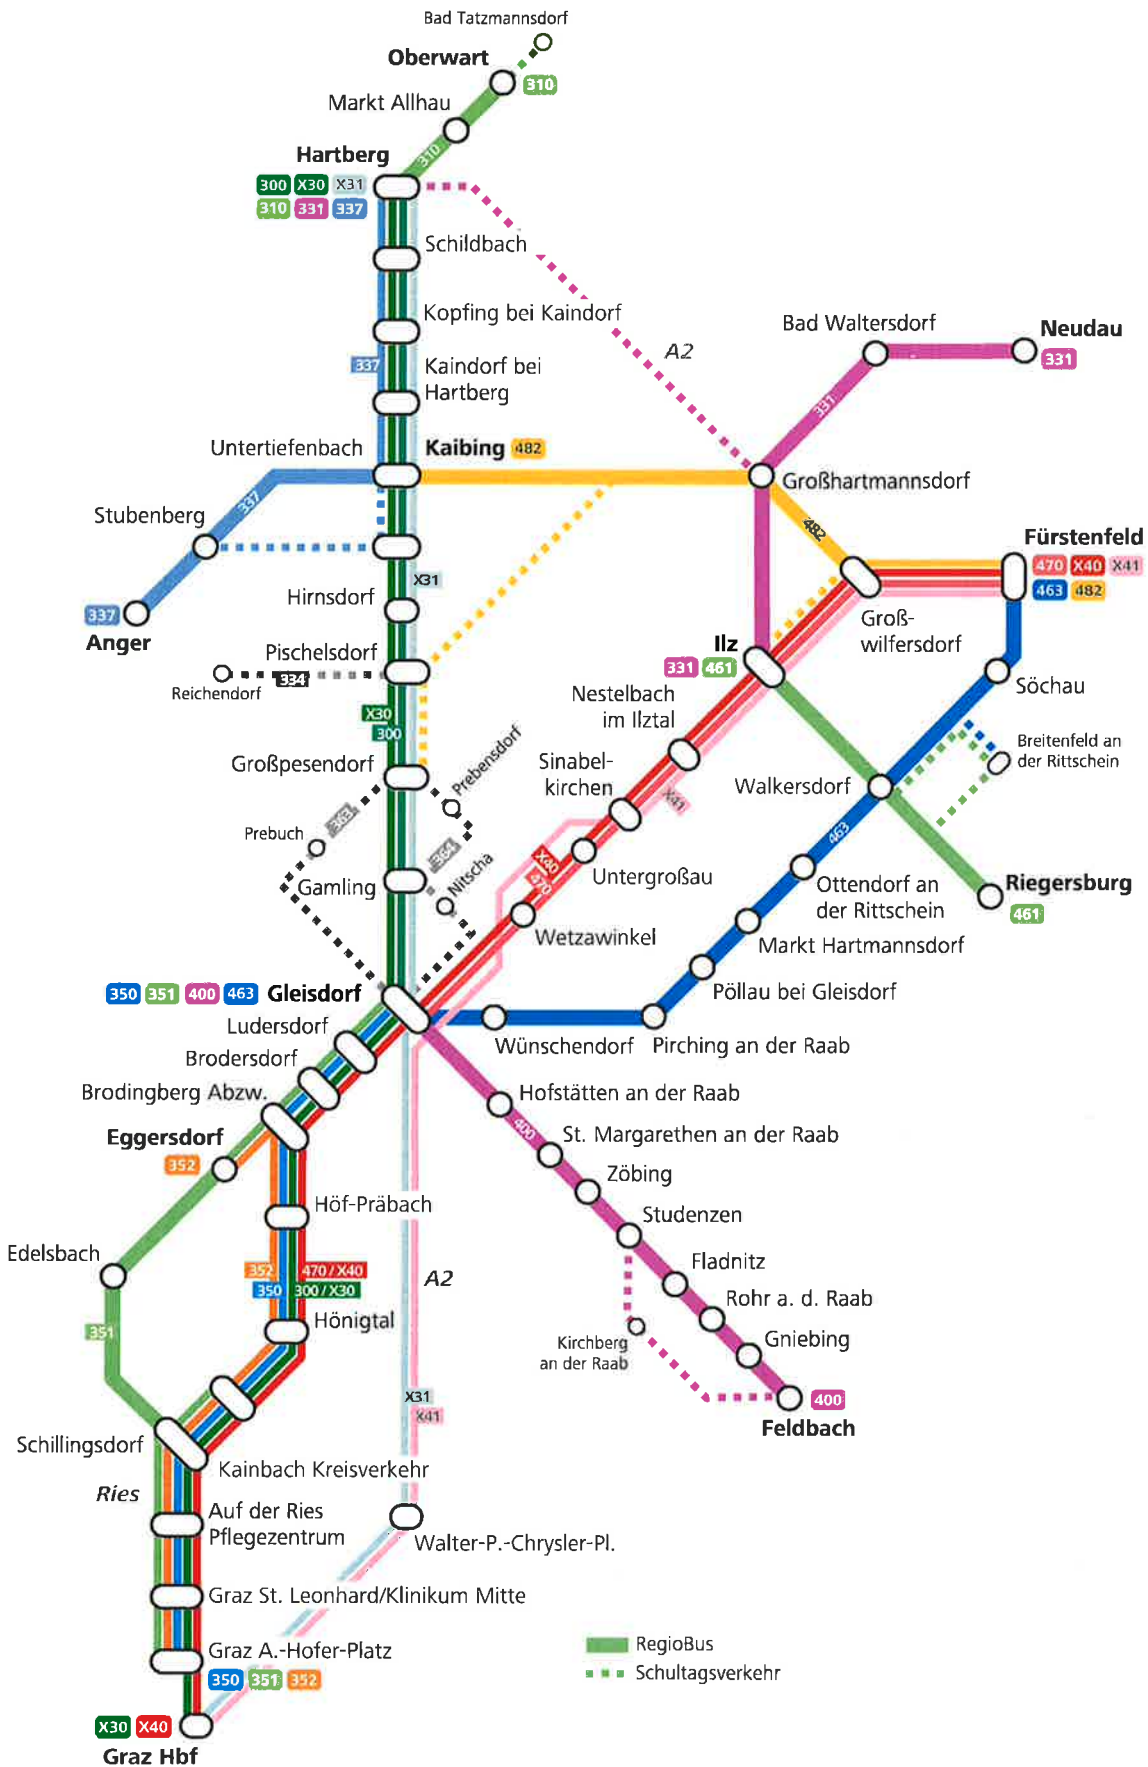 Bad Tatzmannsdorf
Oberwart
310
Markt Allhau
310
Hartberg
300 X30 X31
310 331 337
Schildbach
Kopfing bei Kaindorf
A2
Bad Waltersdorf
Neudau
331
337
Kaindorf bei
Hartberg
331
Untertiefenbach
Kaibing 482
Großhartmannsdorf
337
Stubenberg
482
Fürstenfeld
470 X40 X41
463 482
X31
Hirnsdorf
337
Anger
Groß-
wilfersdorf
Pischelsdorf
Ilz
331 461
Reichendorf
334
Söchau
Nestelbach
im Ilztal
X30
300
Großpesendorf
Prebensdorf
Sinabel-
kirchen
Breitenfeld an
der Rittschein
Walkersdorf
X41
363
Prebuch
463
364
Nitscha
X40
470
Untergroßau
Gamling
Ottendorf an
der Rittschein
Riegersburg
461
Wetzawinkel
Markt Hartmannsdorf
350 351 400 463 Gleisdorf
Pöllau bei Gleisdorf
Ludersdorf
Wünschendorf
Pirching an der Raab
Brodersdorf
Brodingberg Abzw.
Hofstätten an der Raab
400
Eggersdorf
352
St. Margarethen an der Raab
Zöbing
Höf-Präbach
Studenzen
Edelsbach
352
470 / X40
350
300 / X30
A2
Fladnitz
Rohr a. d. Raab
351
Hönigtal
Gniebing
Kirchberg
an der Raab
X31
X41
400
Feldbach
Schillingsdorf
Kainbach Kreisverkehr
Ries
Auf der Ries
Pflegezentrum
Walter-P.-Chrysler-Pl.
Graz St. Leonhard/Klinikum Mitte
Graz A.-Hofer-Platz
350 351 352
RegioBus
Schultagsverkehr
X30 X40
Graz Hbf